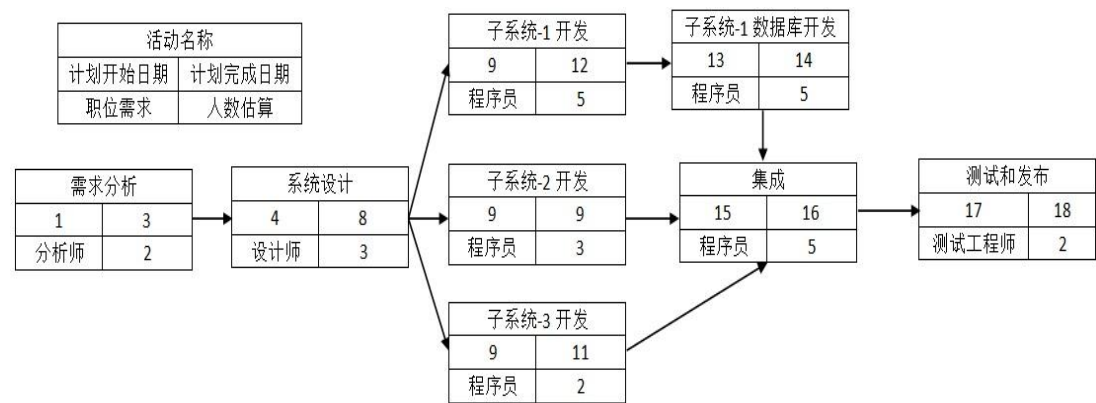 活动名称
计划开始日期 计划完成日期
职位需求 人数估算
子系统-1 开发
9 12
程序员 5
子系统-1 数据库开发
13 14
程序员 5
需求分析
1 3
分析师 2
系统设计
4 8
设计师 3
子系统-2 开发
9 9
程序员 3
集成
15 16
程序员 5
测试和发布
17 18
测试工程师 2
子系统-3 开发
9 11
程序员 2